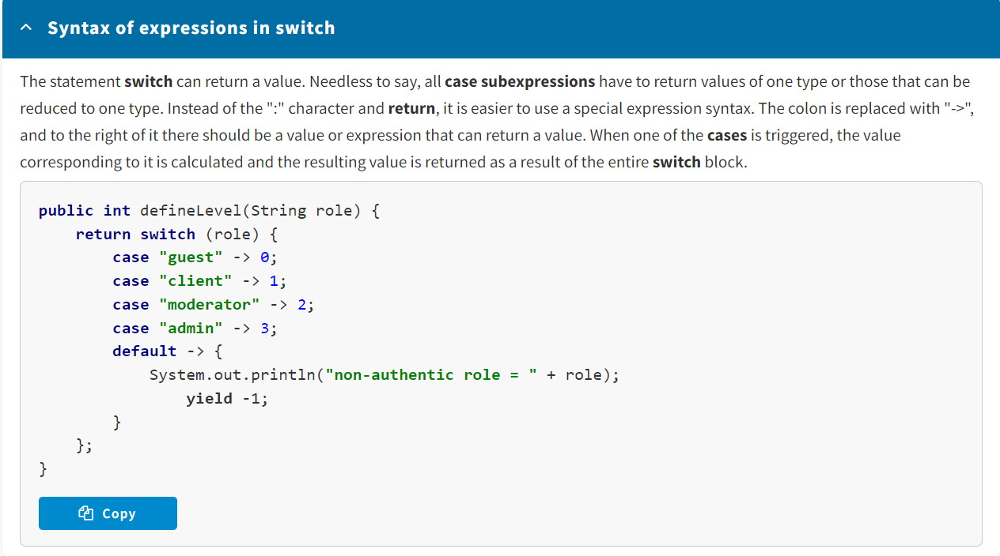 Syntax of expressions in switch
The statement switch can return a value. Needless to say, all case subexpressions have to return values of one type or those that can be
reduced to one type. Instead of the ":" character and return, it is easier to use a special expression syntax. The colon is replaced with "->",
and to the right of it there should be a value or expression that can return a value. When one of the cases is triggered, the value
corresponding to it is calculated and the resulting value is returned as a result of the entire switch block.
public int defineLevel(String role) {
    return switch (role) {
        case "guest" -> 0;
        case "client" -> 1;
        case "moderator" -> 2;
        case "admin" -> 3;
        default -> {
            System.out.println("non-authentic role = " + role);
                yield -1;
        }
    };
}
Copy